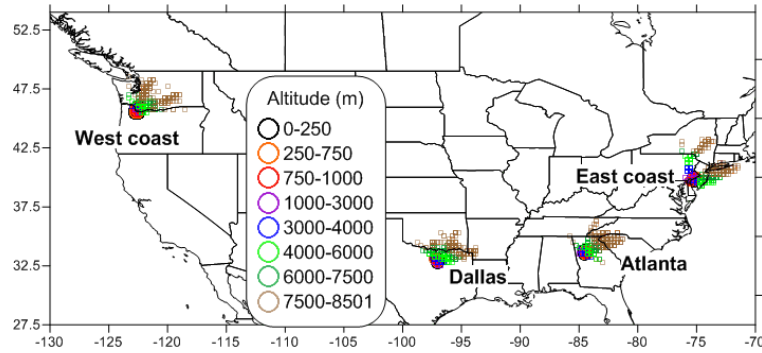 52.5
47.5
42.5
37.5
32.5
27.5
West coast
Altitude (m)
0-250
250-750
750-1000
1000-3000
3000-4000
4000-6000
6000-7500
7500-8501
East coast
Dallas
Atlanta
-130 -125 -120 -115 -110 -105 -100 -95 -90 -85 -80 -75 -70